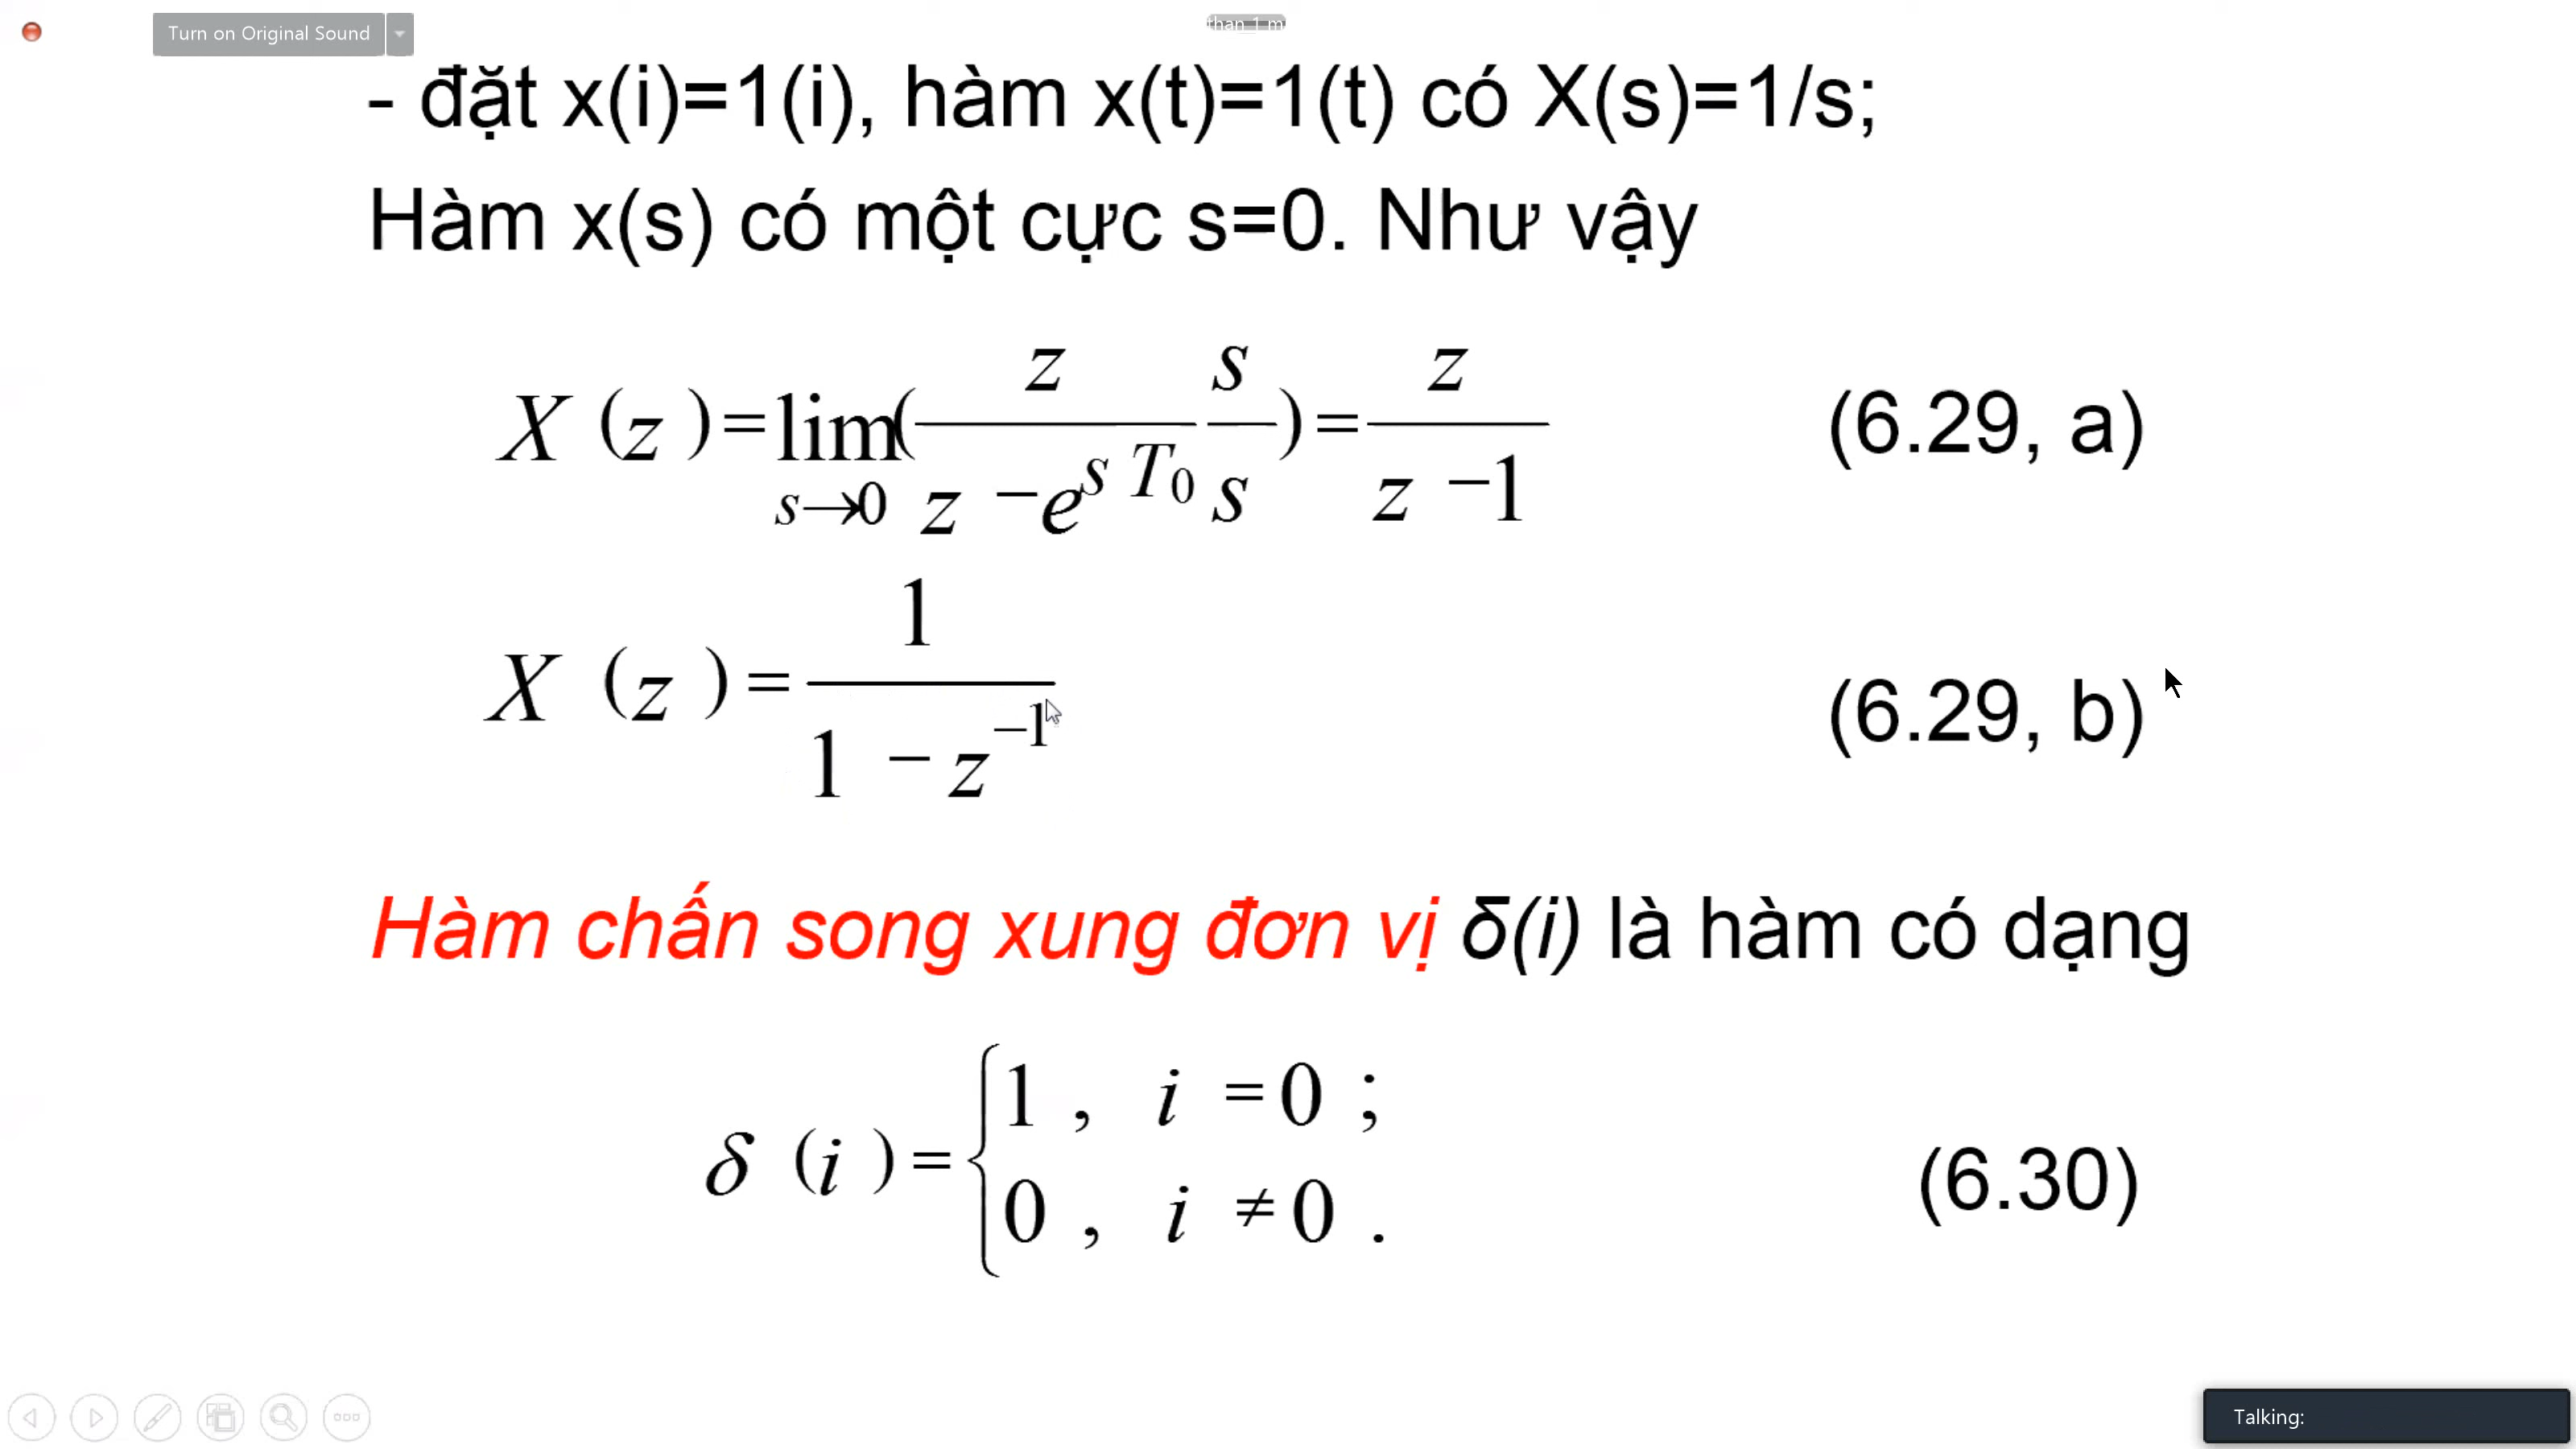 Turn on Original Sound
than_1_m
- đặt x(i)=1(i), hàm x(t)=1(t) có X(s)=1/s;
Hàm x(s) có một cực s=0. Như vậy
X(z)=lim_{s→0}(z/(z-e^{sT_0}) s/s)=z/(z-1) (6.29, a)
X(z)=1/(1-z^{-1}) (6.29, b)
Hàm chấn song xung đơn vị δ(i) là hàm có dạng
δ(i)={1, i=0; 0, i≠0. (6.30)
Talking: